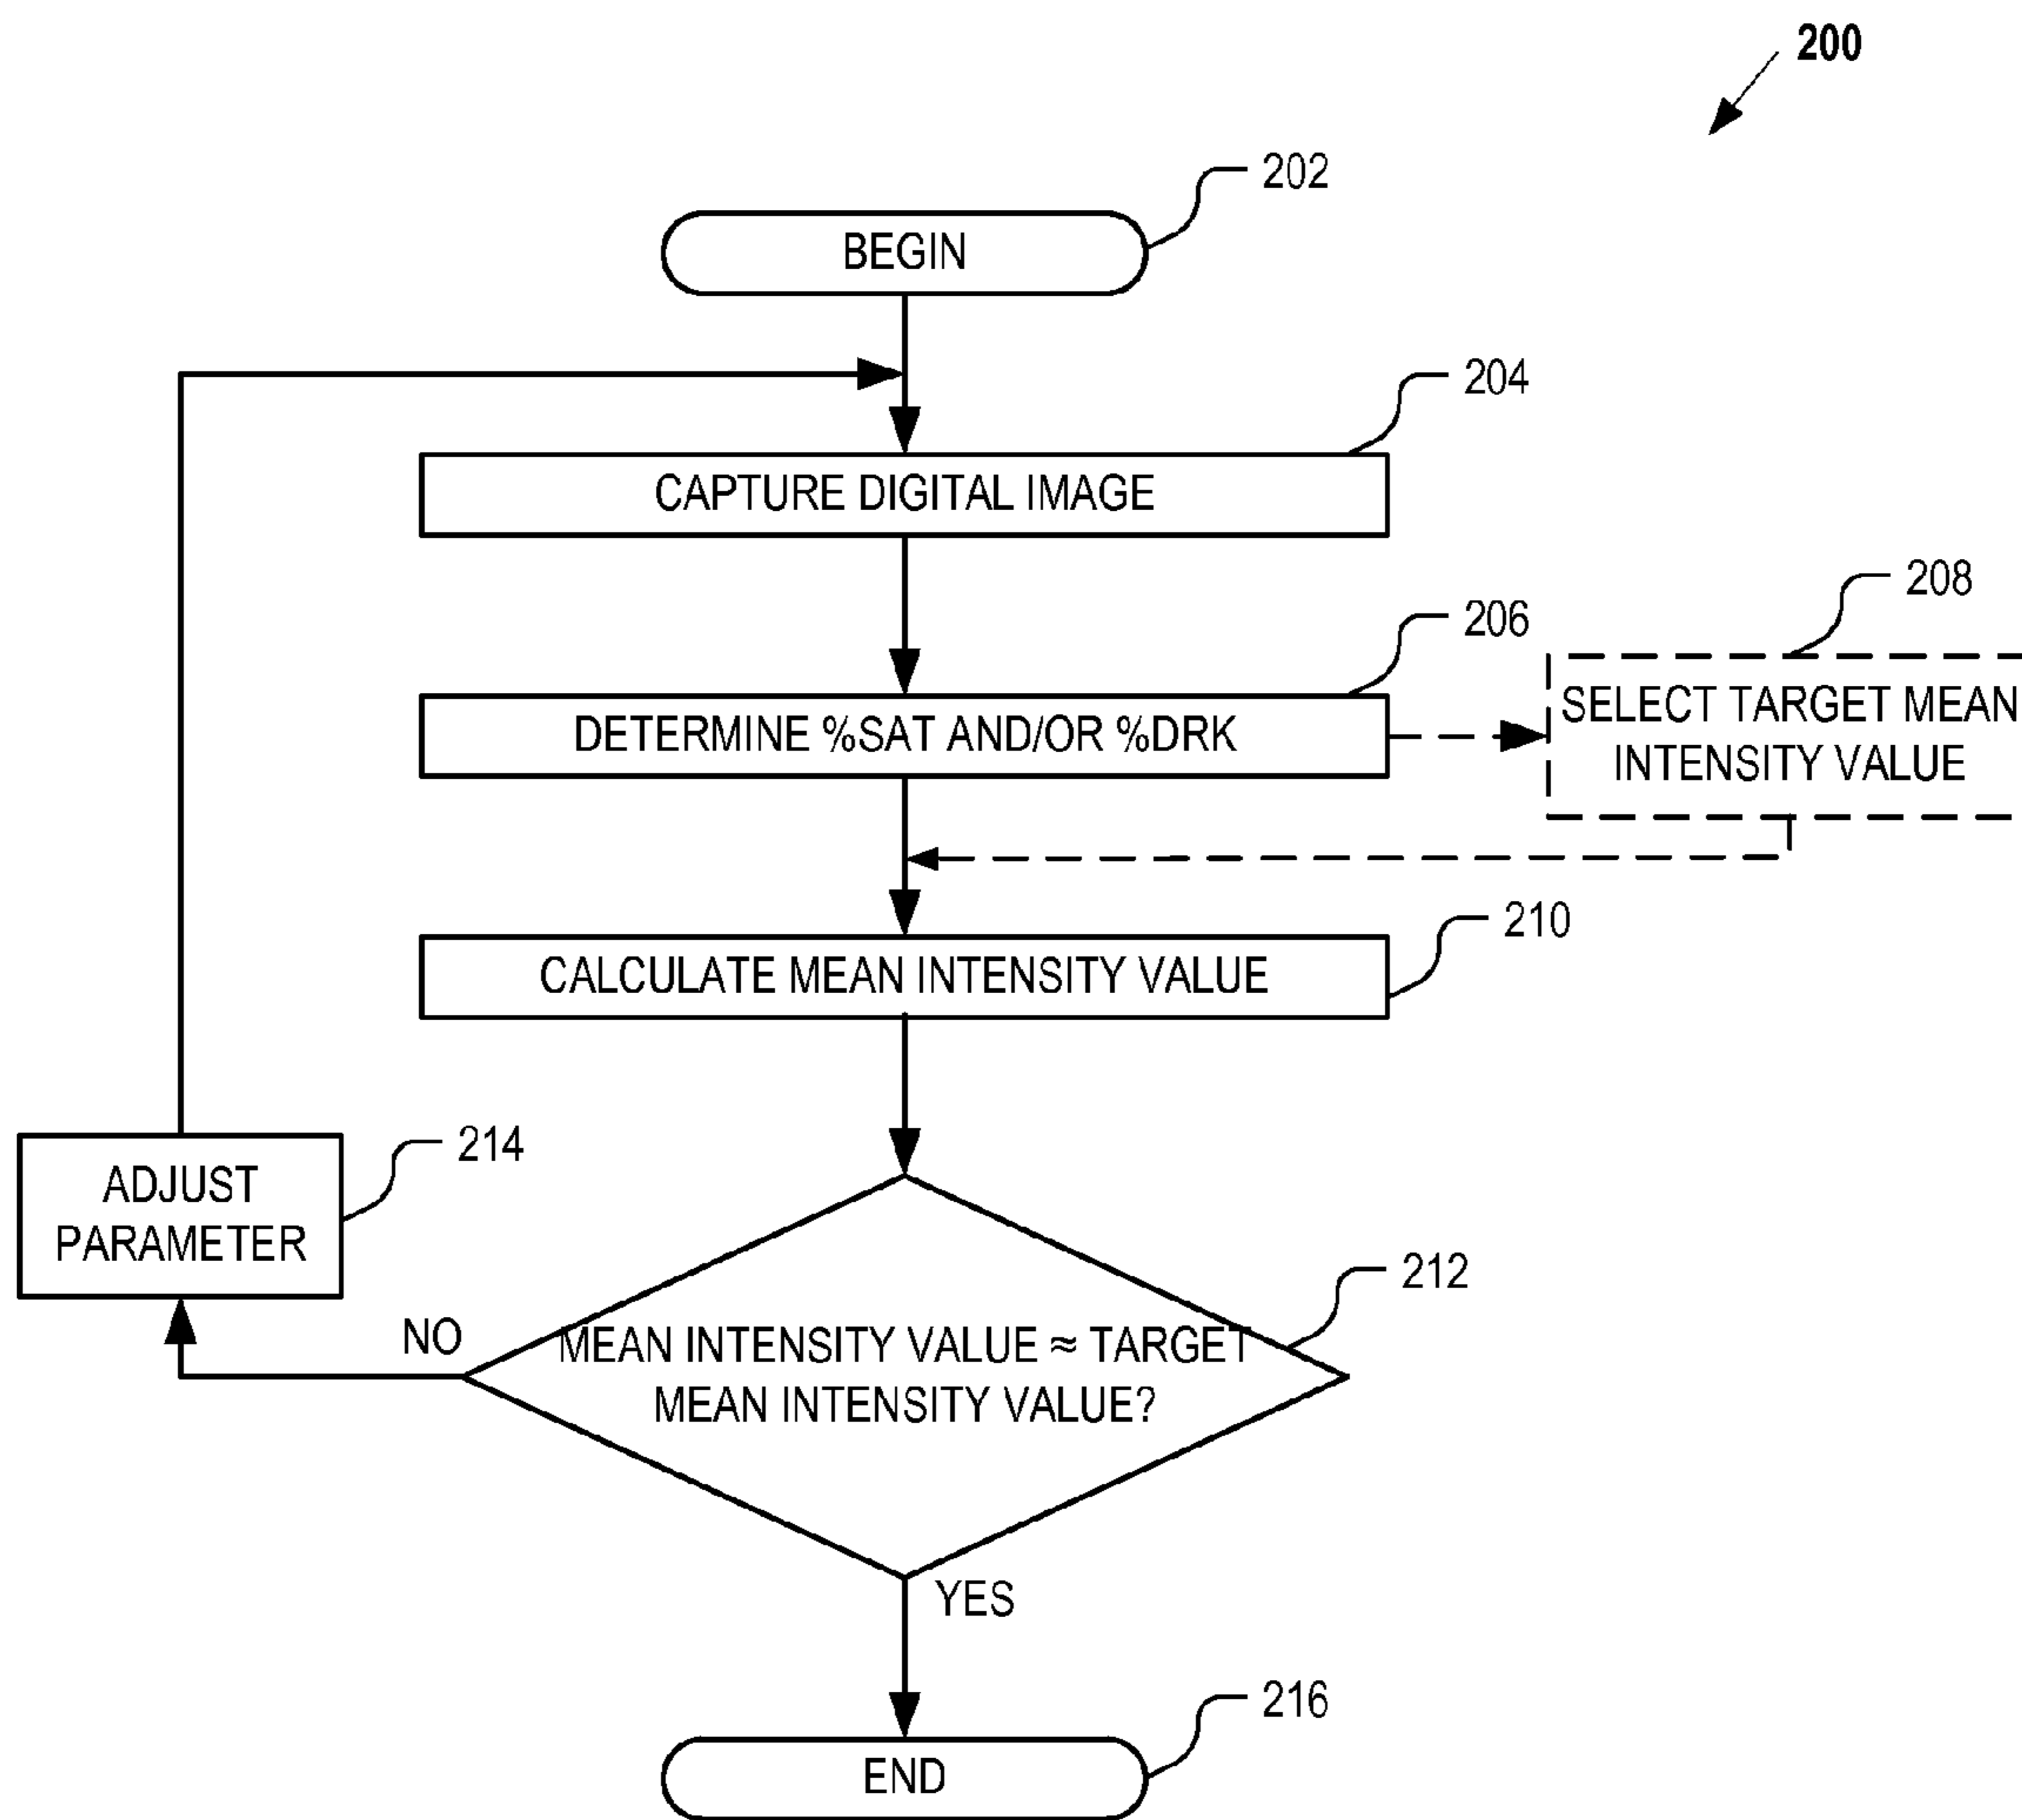 200
202
BEGIN
204
CAPTURE DIGITAL IMAGE
206
DETERMINE %SAT AND/OR %DRK
208
SELECT TARGET MEAN
INTENSITY VALUE
210
CALCULATE MEAN INTENSITY VALUE
214
ADJUST
PARAMETER
212
NO
MEAN INTENSITY VALUE ≈ TARGET
MEAN INTENSITY VALUE?
YES
216
END